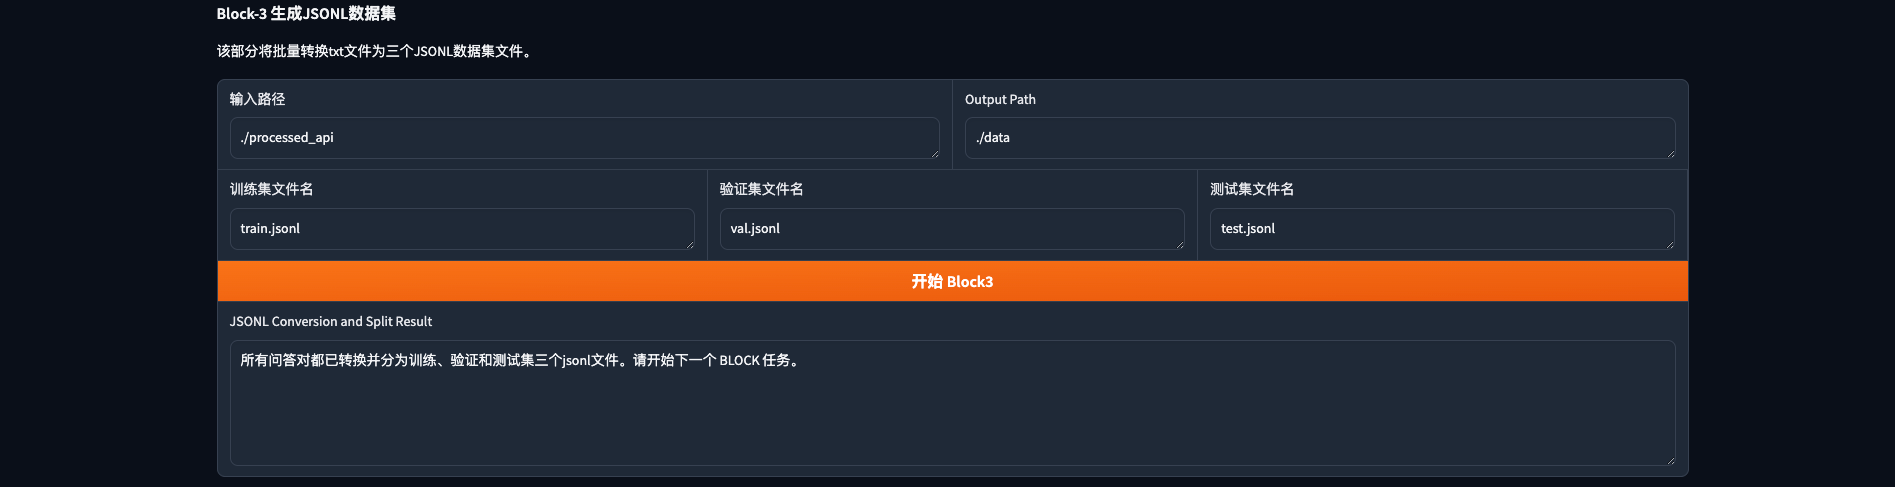 Block-3 生成JSONL数据集
该部分将批量转换txt文件为三个JSONL数据集文件。
输入路径
Output Path
./processed_api
./data
训练集文件名
验证集文件名
测试集文件名
train.jsonl
val.jsonl
test.jsonl
开始 Block3
JSONL Conversion and Split Result
所有问答对都已转换并分为训练、验证和测试集三个jsonl文件。请开始下一个 BLOCK 任务。